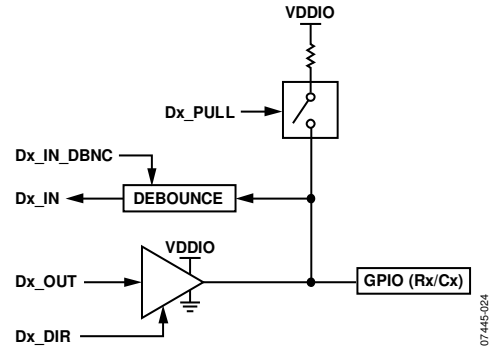 VDDIO
Dx_PULL
Dx_IN_DBNC
Dx_IN
DEBOUNCE
VDDIO
Dx_OUT
GPIO (Rx/Cx)
Dx_DIR
07445-024